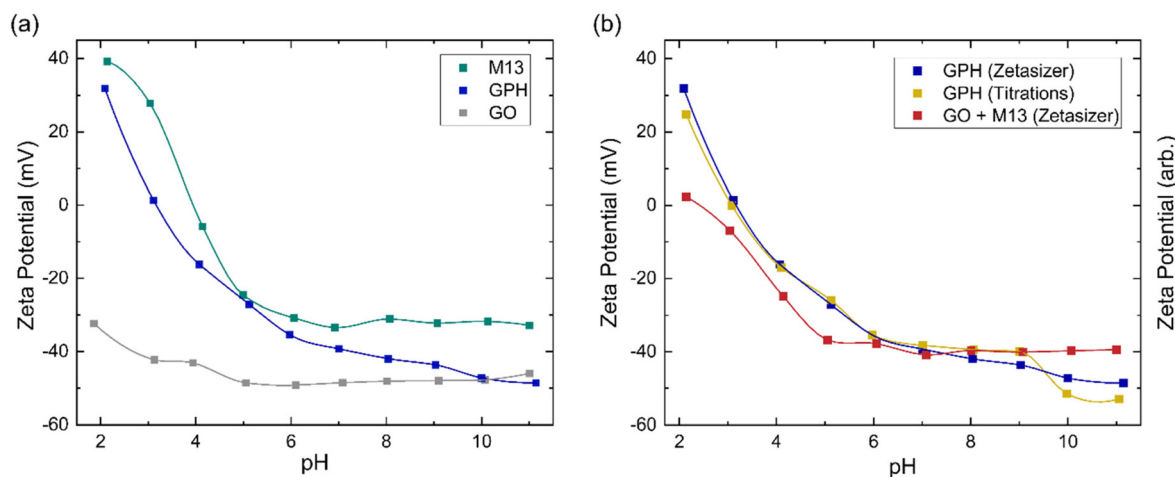 (a)
40
20
0
-20
-40
-60
Zeta Potential (mV)
2
4
6
8
10
pH
M13
GPH
GO
(b)
40
20
0
-20
-40
-60
Zeta Potential (mV)
2
4
6
8
10
pH
GPH (Zetasizer)
GPH (Titrations)
GO + M13 (Zetasizer)
Zeta Potential (arb.)